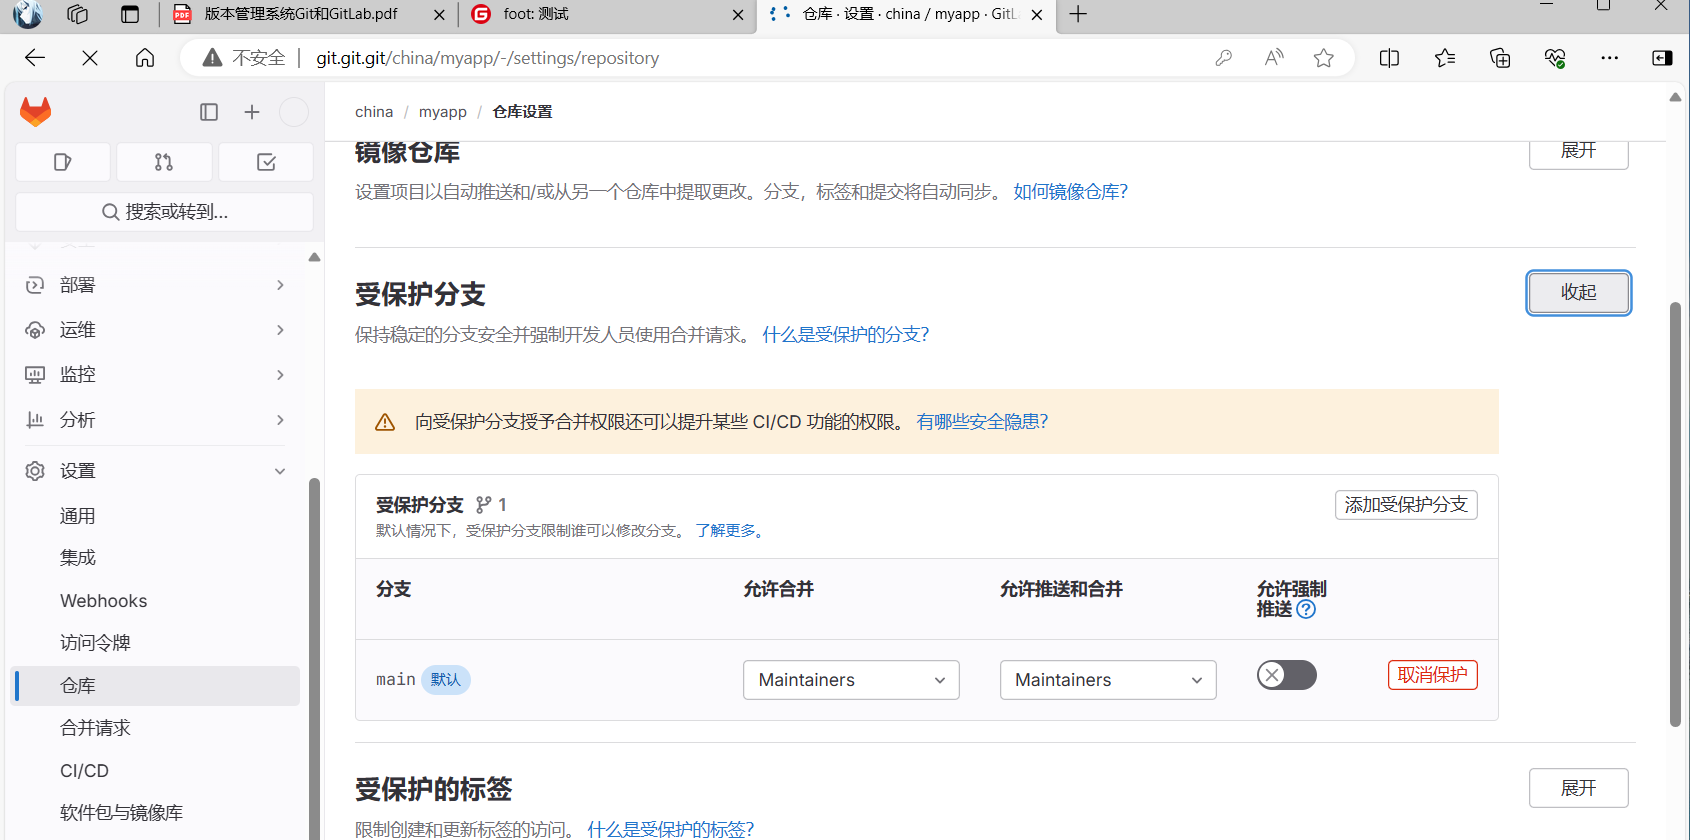 版本管理系统Git和GitLab.pdf
foot: 测试
仓库 · 设置 · china / myapp · GitL
不安全
git.git.git/china/myapp/-/settings/repository
china / myapp / 仓库设置
搜索或转到...
部署
运维
监控
分析
设置
通用
集成
Webhooks
访问令牌
仓库
合并请求
CI/CD
软件包与镜像库
镜像仓库
展开
设置项目以自动推送和/或从另一个仓库中提取更改。分支，标签和提交将自动同步。 如何镜像仓库?
受保护分支
收起
保持稳定的分支安全并强制开发人员使用合并请求。 什么是受保护的分支?
向受保护分支授予合并权限还可以提升某些 CI/CD 功能的权限。 有哪些安全隐患?
受保护分支 1
添加受保护分支
默认情况下，受保护分支限制谁可以修改分支。 了解更多。
分支 允许合并 允许推送和合并 允许强制
推送
main 默认 Maintainers Maintainers 取消保护
受保护的标签
展开
限制创建和更新标签的访问。 什么是受保护的标签?